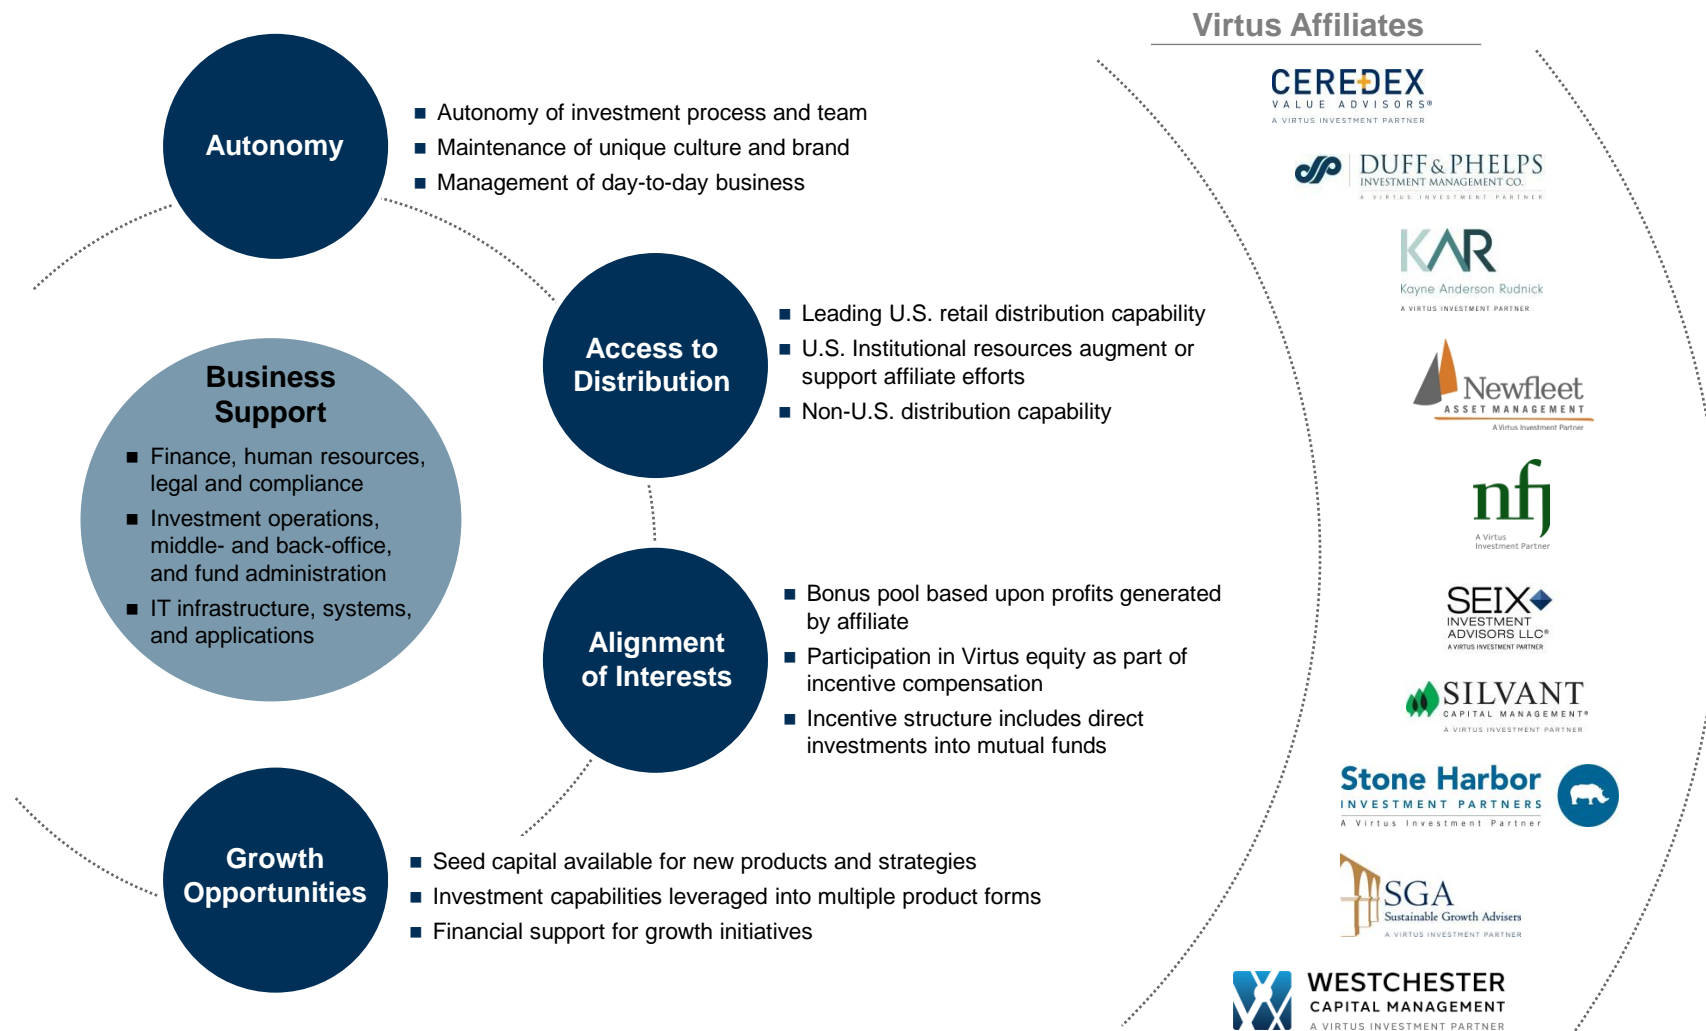 Virtus Affiliates
Autonomy
■ Autonomy of investment process and team
■ Maintenance of unique culture and brand
■ Management of day-to-day business
Access to
Distribution
■ Leading U.S. retail distribution capability
■ U.S. Institutional resources augment or
support affiliate efforts
■ Non-U.S. distribution capability
Business
Support
■ Finance, human resources,
legal and compliance
■ Investment operations,
middle- and back-office,
and fund administration
■ IT infrastructure, systems,
and applications
Alignment
of Interests
■ Bonus pool based upon profits generated
by affiliate
■ Participation in Virtus equity as part of
incentive compensation
■ Incentive structure includes direct
investments into mutual funds
Growth
Opportunities
■ Seed capital available for new products and strategies
■ Investment capabilities leveraged into multiple product forms
■ Financial support for growth initiatives
CEREDEX
VALUE ADVISORS®
A VIRTUS INVESTMENT PARTNER
DUFF & PHELPS
INVESTMENT MANAGEMENT CO.
A VIRTUS INVESTMENT PARTNER
KAR
Kayne Anderson Rudnick
A VIRTUS INVESTMENT PARTNER
Newfleet
ASSET MANAGEMENT
A Virtus Investment Partner
nfj
A Virtus
Investment Partner
SEIX
INVESTMENT
ADVISORS LLC®
A VIRTUS INVESTMENT PARTNER
SILVANT
CAPITAL MANAGEMENT®
A VIRTUS INVESTMENT PARTNER
Stone Harbor
INVESTMENT PARTNERS
A Virtus Investment Partner
SGA
Sustainable Growth Advisers
A VIRTUS INVESTMENT PARTNER
WESTCHESTER
CAPITAL MANAGEMENT
A VIRTUS INVESTMENT PARTNER